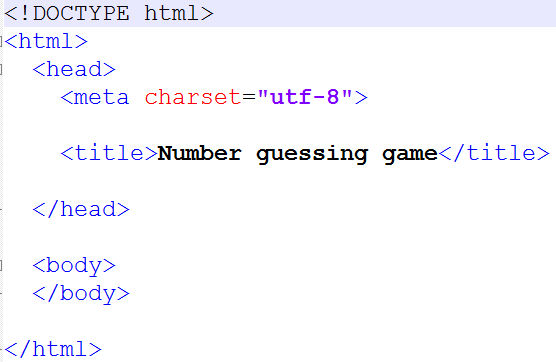 <!DOCTYPE html>
<html>
<head>
<meta charset="utf-8">
<title>Number guessing game</title>
</head>
<body>
</body>
</html>